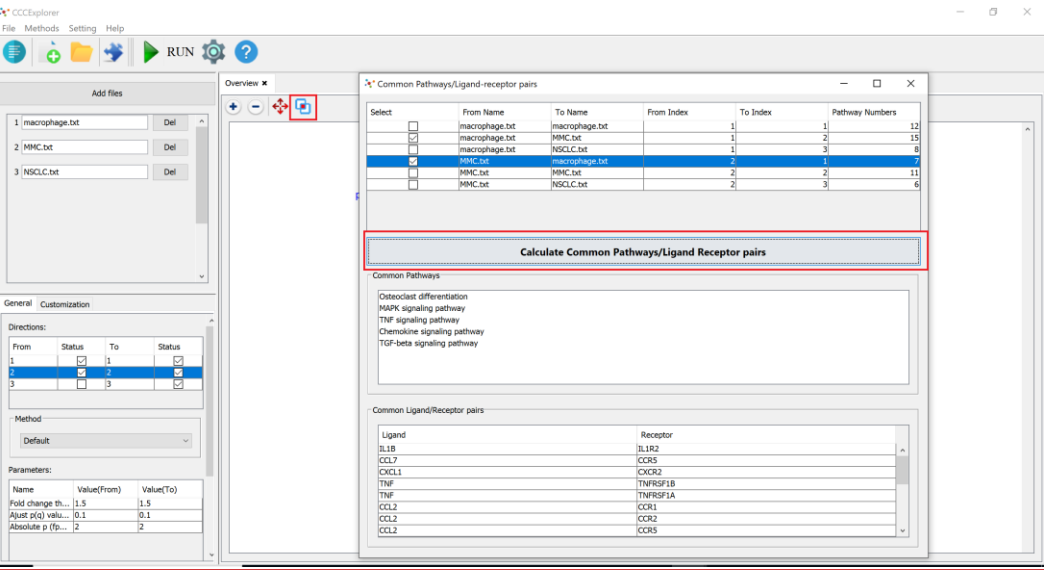 CCCExplorer
File Methods Setting Help
RUN
Add files
1 macrophage.txt Del
2 MMC.txt Del
3 NSCLC.txt Del
General Customization
Directions:
From Status To Status
1 1
2 2
3 3
Method
Default
Parameters:
Name Value(From) Value(To)
Fold change th... 1.5 1.5
Ajust p(q) valu... 0.1 0.1
Absolute p (fp... 2 2
Overview
Common Pathways/Ligand-receptor pairs
Select From Name To Name From Index To Index Pathway Numbers
macrophage.txt macrophage.txt 1 1 12
macrophage.txt MMC.txt 1 2 15
macrophage.txt NSCLC.txt 1 3 8
MMC.txt macrophage.txt 2 1 7
MMC.txt MMC.txt 2 2 11
MMC.txt NSCLC.txt 2 3 6
Calculate Common Pathways/Ligand Receptor pairs
Common Pathways
Osteoclast differentiation
MAPK signaling pathway
TNF signaling pathway
Chemokine signaling pathway
TGF-beta signaling pathway
Common Ligand/Receptor pairs
Ligand Receptor
IL1B IL1R2
CCL7 CCR5
CXCL1 CXCR2
TNF TNFRSF1B
TNF TNFRSF1A
CCL2 CCR1
CCL2 CCR2
CCL2 CCR5